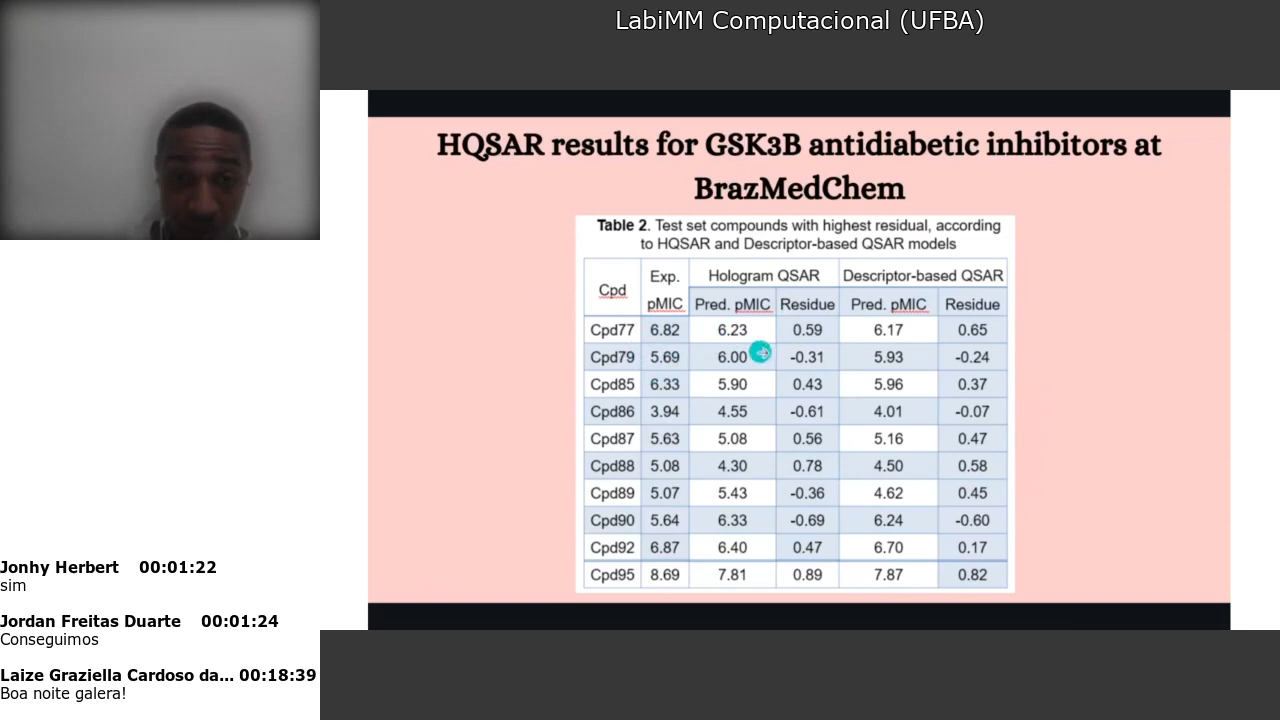 LabiMM Computacional (UFBA)
HQSAR results for GSK3B antidiabetic inhibitors at
BrazMedChem
Table 2. Test set compounds with highest residual, according
to HQSAR and Descriptor-based QSAR models
Cpd Exp. pMIC Hologram QSAR Descriptor-based QSAR
Pred. pMIC Residue Pred. pMIC Residue
Cpd77 6.82 6.23 0.59 6.17 0.65
Cpd79 5.69 6.00 -0.31 5.93 -0.24
Cpd85 6.33 5.90 0.43 5.96 0.37
Cpd86 3.94 4.55 -0.61 4.01 -0.07
Cpd87 5.63 5.08 0.56 5.16 0.47
Cpd88 5.08 4.30 0.78 4.50 0.58
Cpd89 5.07 5.43 -0.36 4.62 0.45
Cpd90 5.64 6.33 -0.69 6.24 -0.60
Cpd92 6.87 6.40 0.47 6.70 0.17
Cpd95 8.69 7.81 0.89 7.87 0.82
Jonhy Herbert 00:01:22
sim
Jordan Freitas Duarte 00:01:24
Conseguimos
Laize Graziella Cardoso da... 00:18:39
Boa noite galera!